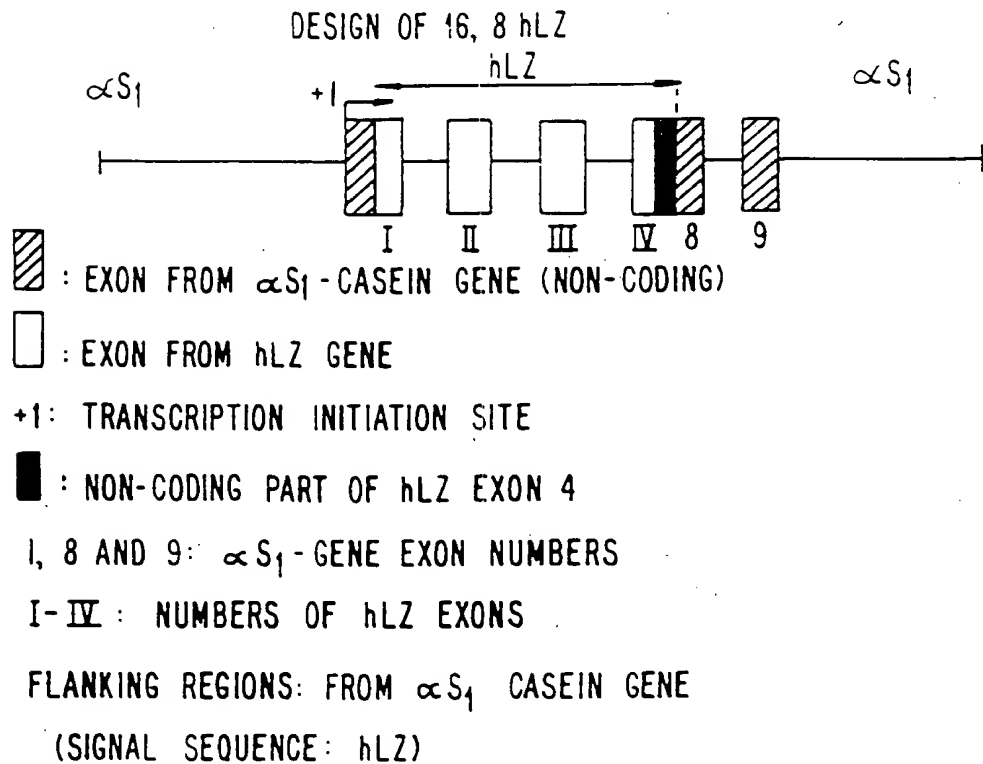 DESIGN OF 16, 8 hLZ
hLZ
αS1 +1 αS1
I II III IV 8 9
: EXON FROM αS1-CASEIN GENE (NON-CODING)
: EXON FROM hLZ GENE
+1: TRANSCRIPTION INITIATION SITE
: NON-CODING PART OF hLZ EXON 4
1, 8 AND 9: αS1-GENE EXON NUMBERS
I-IV: NUMBERS OF hLZ EXONS
FLANKING REGIONS: FROM αS1 CASEIN GENE
(SIGNAL SEQUENCE: hLZ)